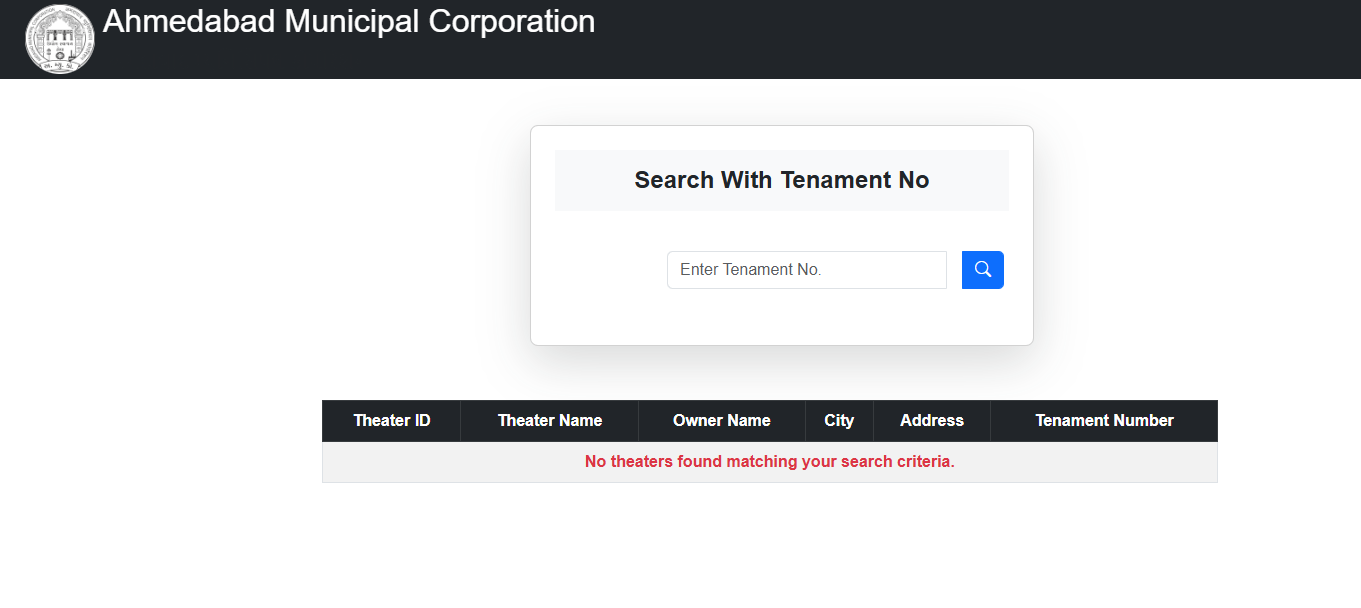 Ahmedabad Municipal Corporation
Search With Tenament No
Enter Tenament No.
Theater ID Theater Name Owner Name City Address Tenament Number
No theaters found matching your search criteria.